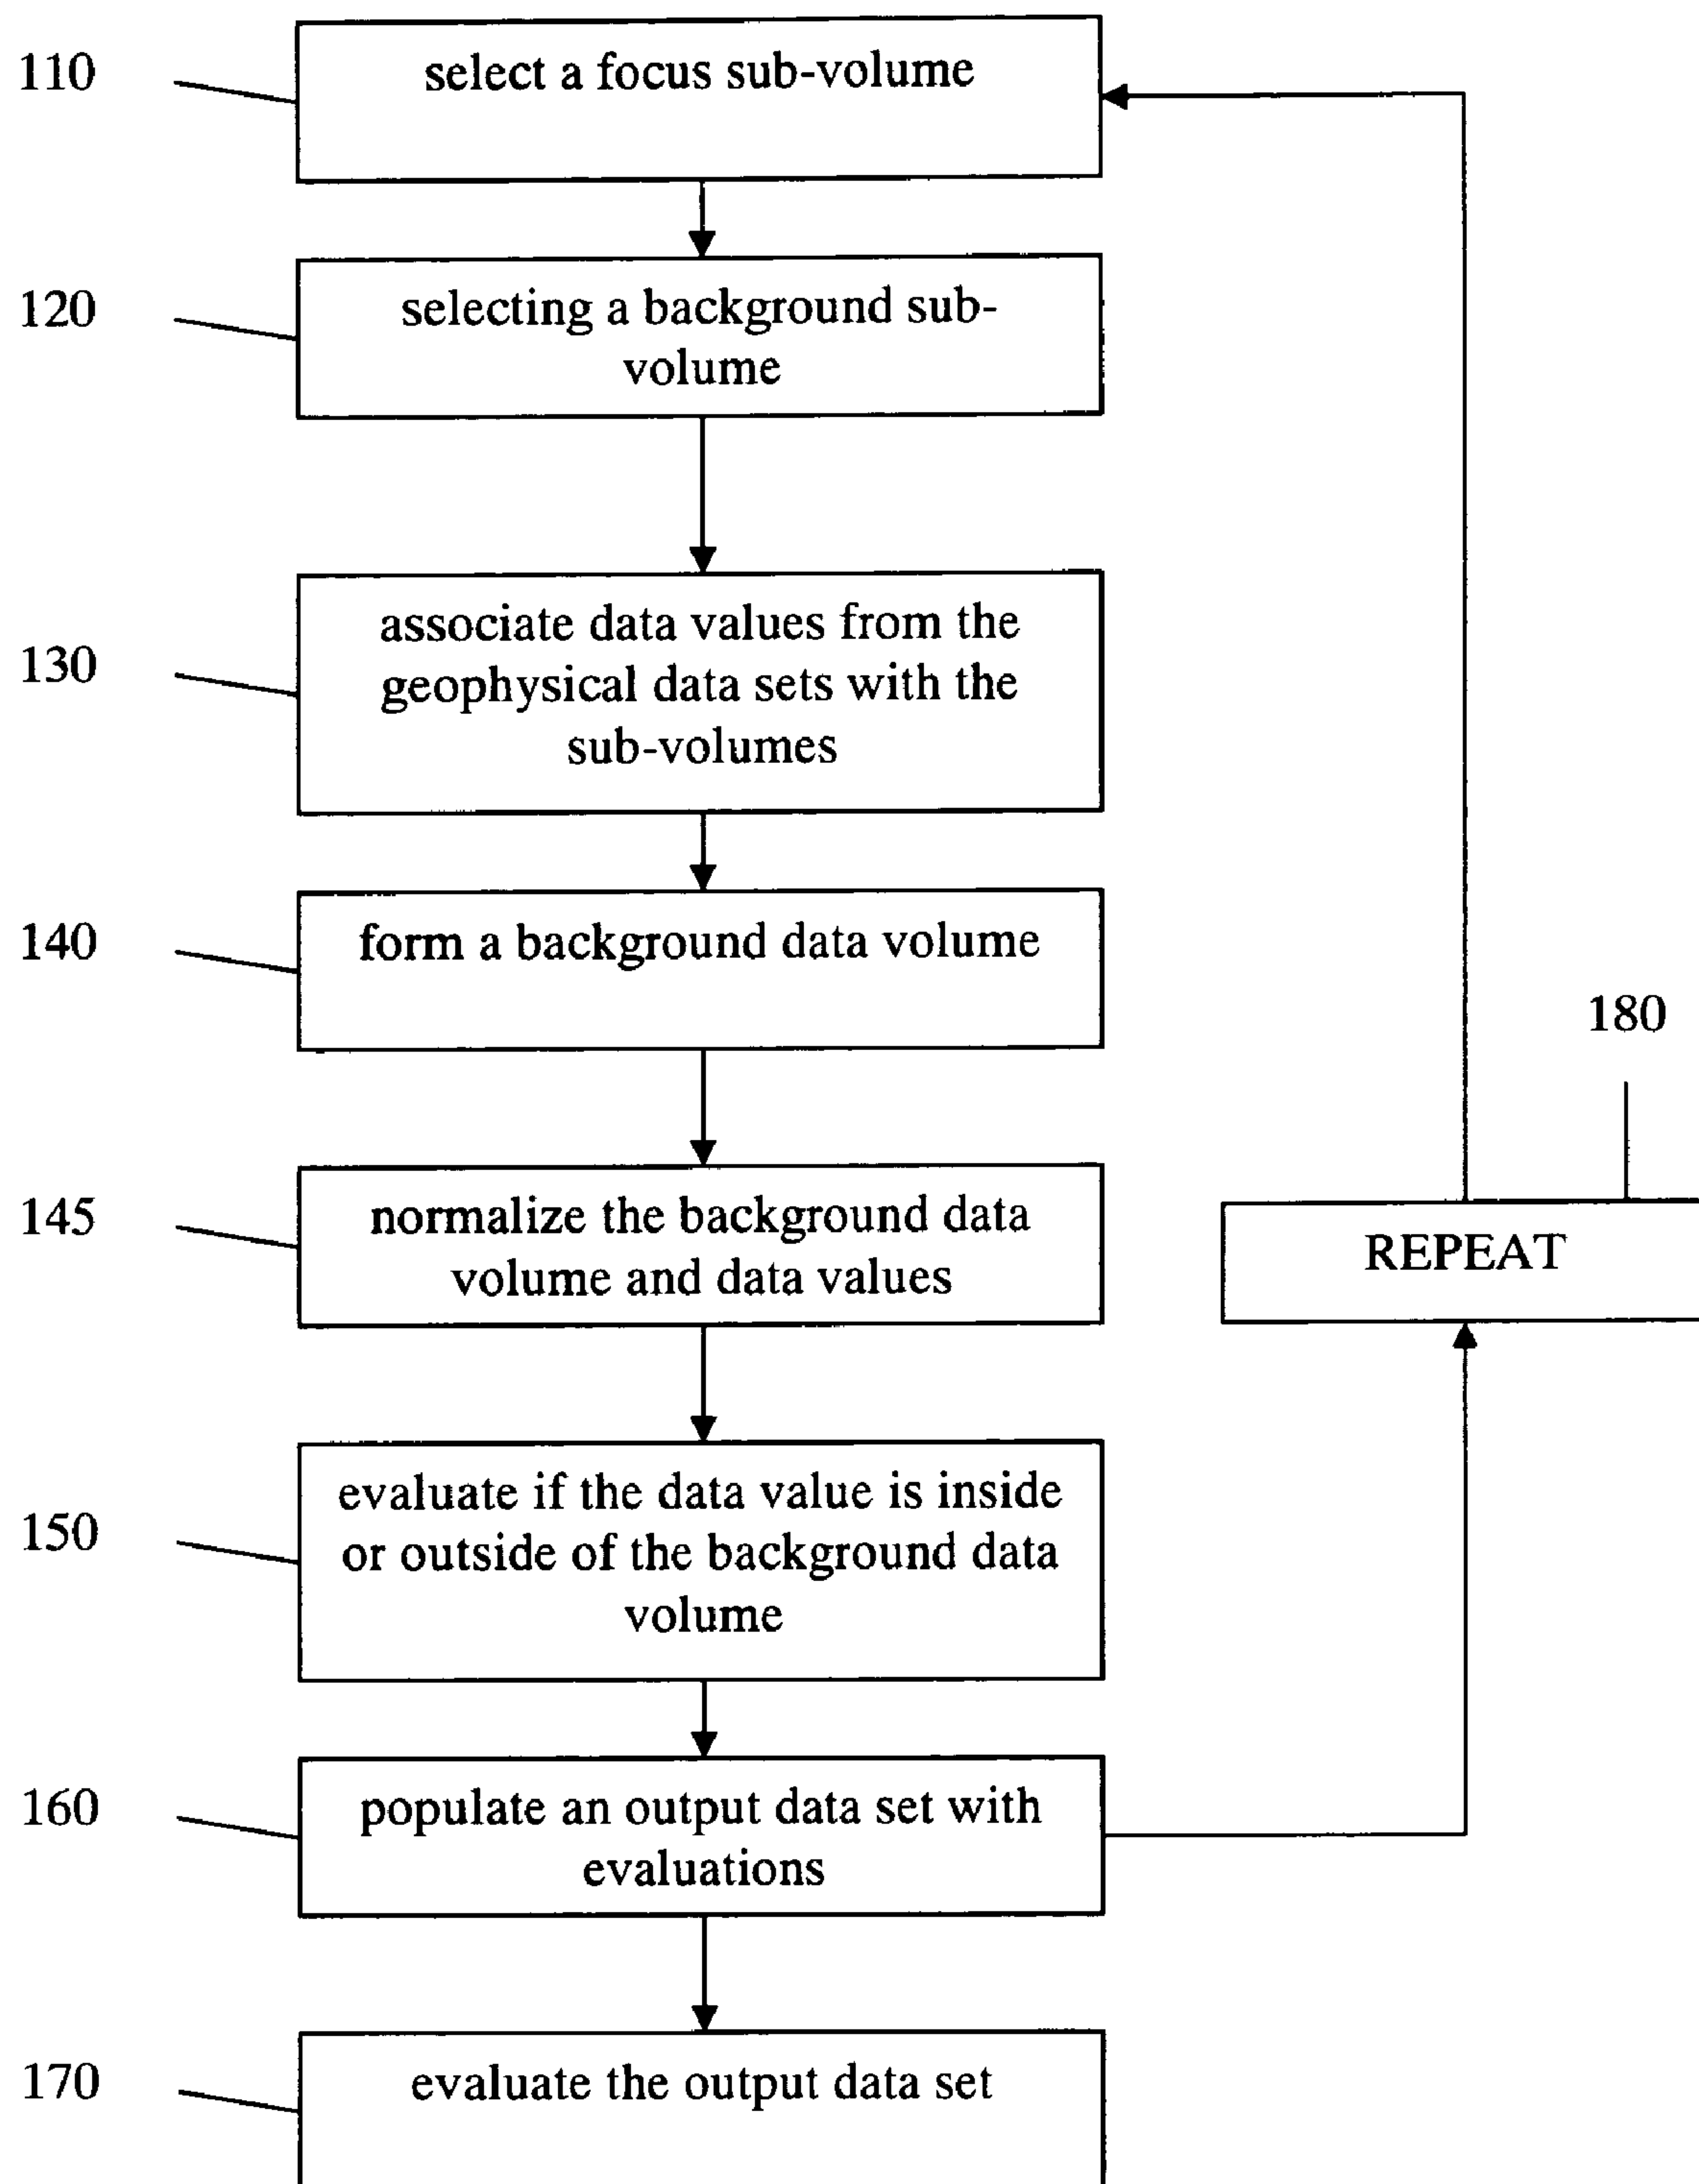 110
select a focus sub-volume
120
selecting a background sub-
volume
130
associate data values from the
geophysical data sets with the
sub-volumes
140
form a background data volume
180
145
normalize the background data
volume and data values
REPEAT
150
evaluate if the data value is inside
or outside of the background data
volume
160
populate an output data set with
evaluations
170
evaluate the output data set